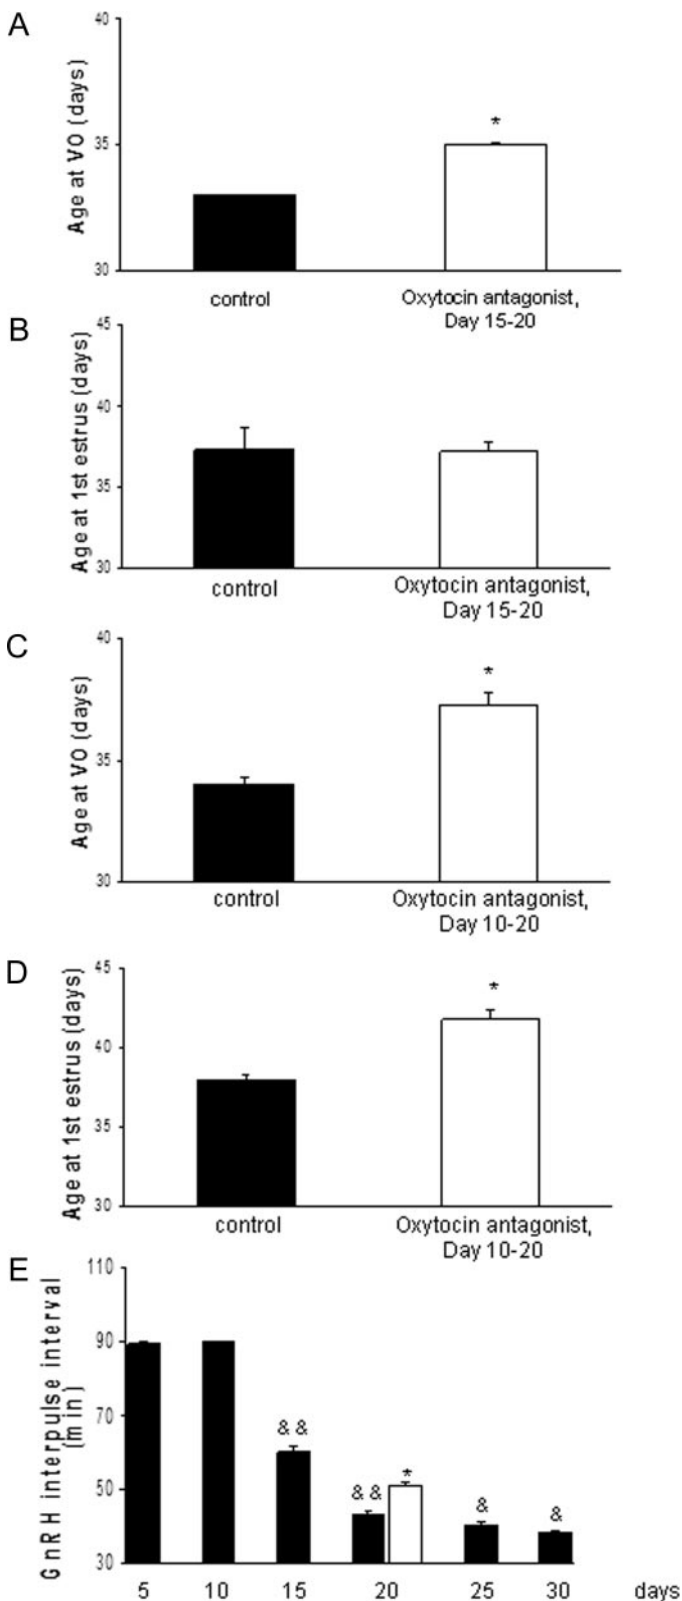 A
Age at VO (days)
40
35
30
*
control
Oxytocin antagonist,
Day 15-20
B
Age at 1st estrus (days)
45
40
35
30
control
Oxytocin antagonist,
Day 15-20
C
Age at VO (days)
40
35
30
*
control
Oxytocin antagonist,
Day 10-20
D
Age at 1st estrus (days)
45
40
35
30
*
control
Oxytocin antagonist,
Day 10-20
E
GnRH interpulse interval
(min)
110
90
70
50
30
&&
&&
*
&
&
5 10 15 20 25 30 days